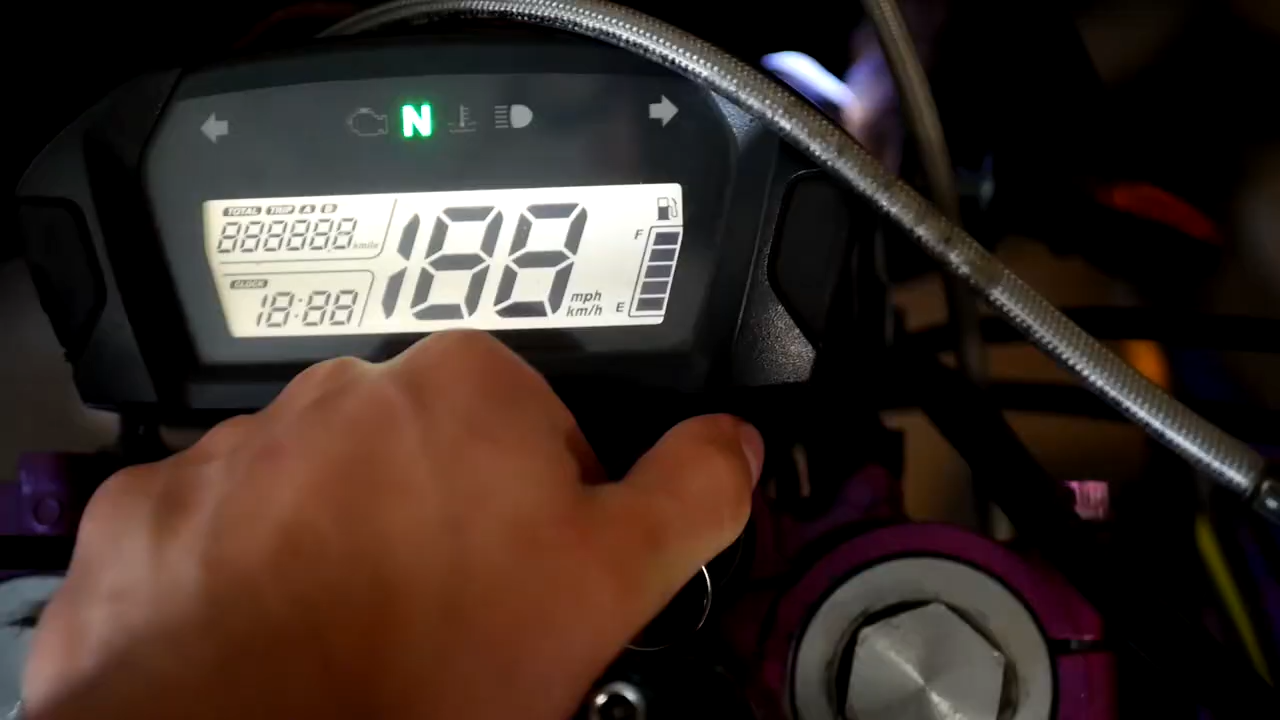 N
TOTAL TRIP A B
888888 kmile
CLOCK
18:88
188
mph
km/h
F
E